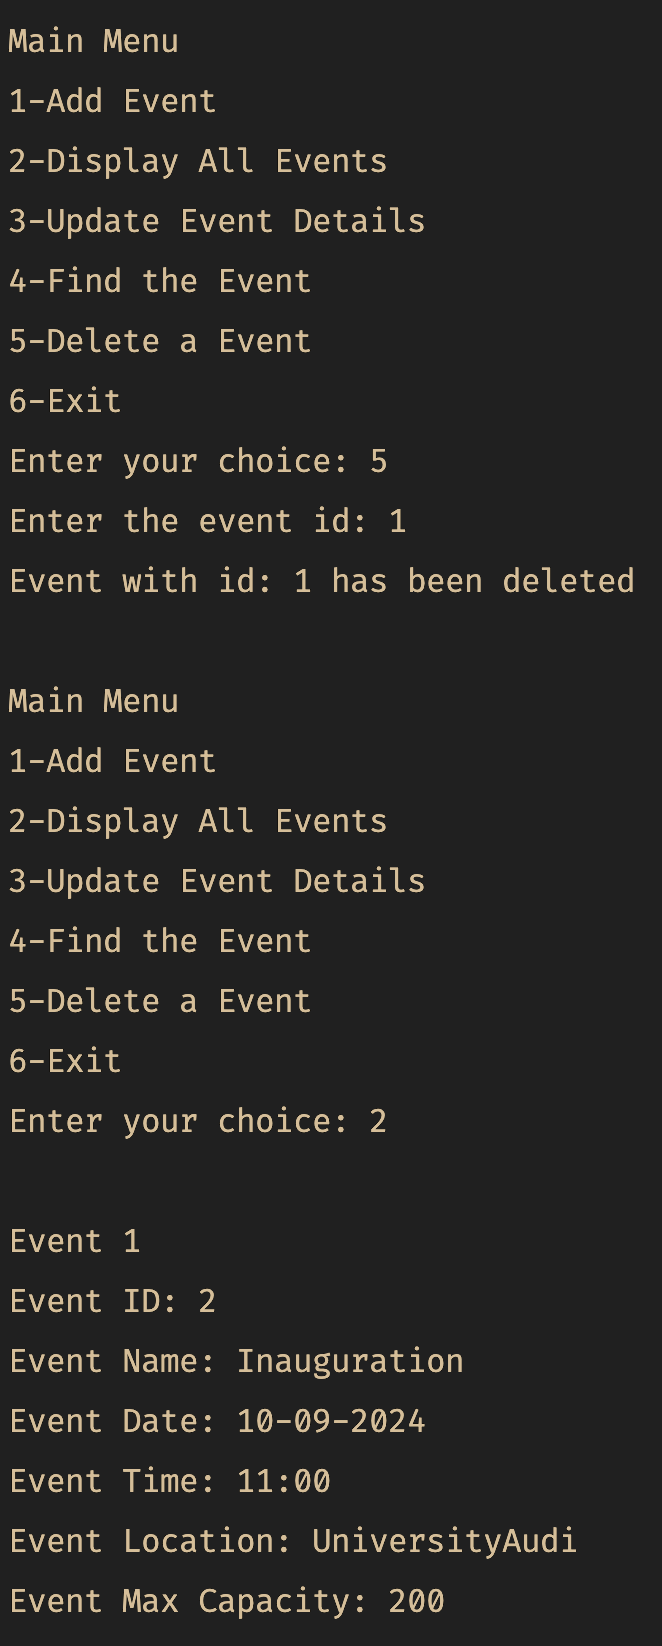 Main Menu
1-Add Event
2-Display All Events
3-Update Event Details
4-Find the Event
5-Delete a Event
6-Exit
Enter your choice: 5
Enter the event id: 1
Event with id: 1 has been deleted
Main Menu
1-Add Event
2-Display All Events
3-Update Event Details
4-Find the Event
5-Delete a Event
6-Exit
Enter your choice: 2
Event 1
Event ID: 2
Event Name: Inauguration
Event Date: 10-09-2024
Event Time: 11:00
Event Location: UniversityAudi
Event Max Capacity: 200